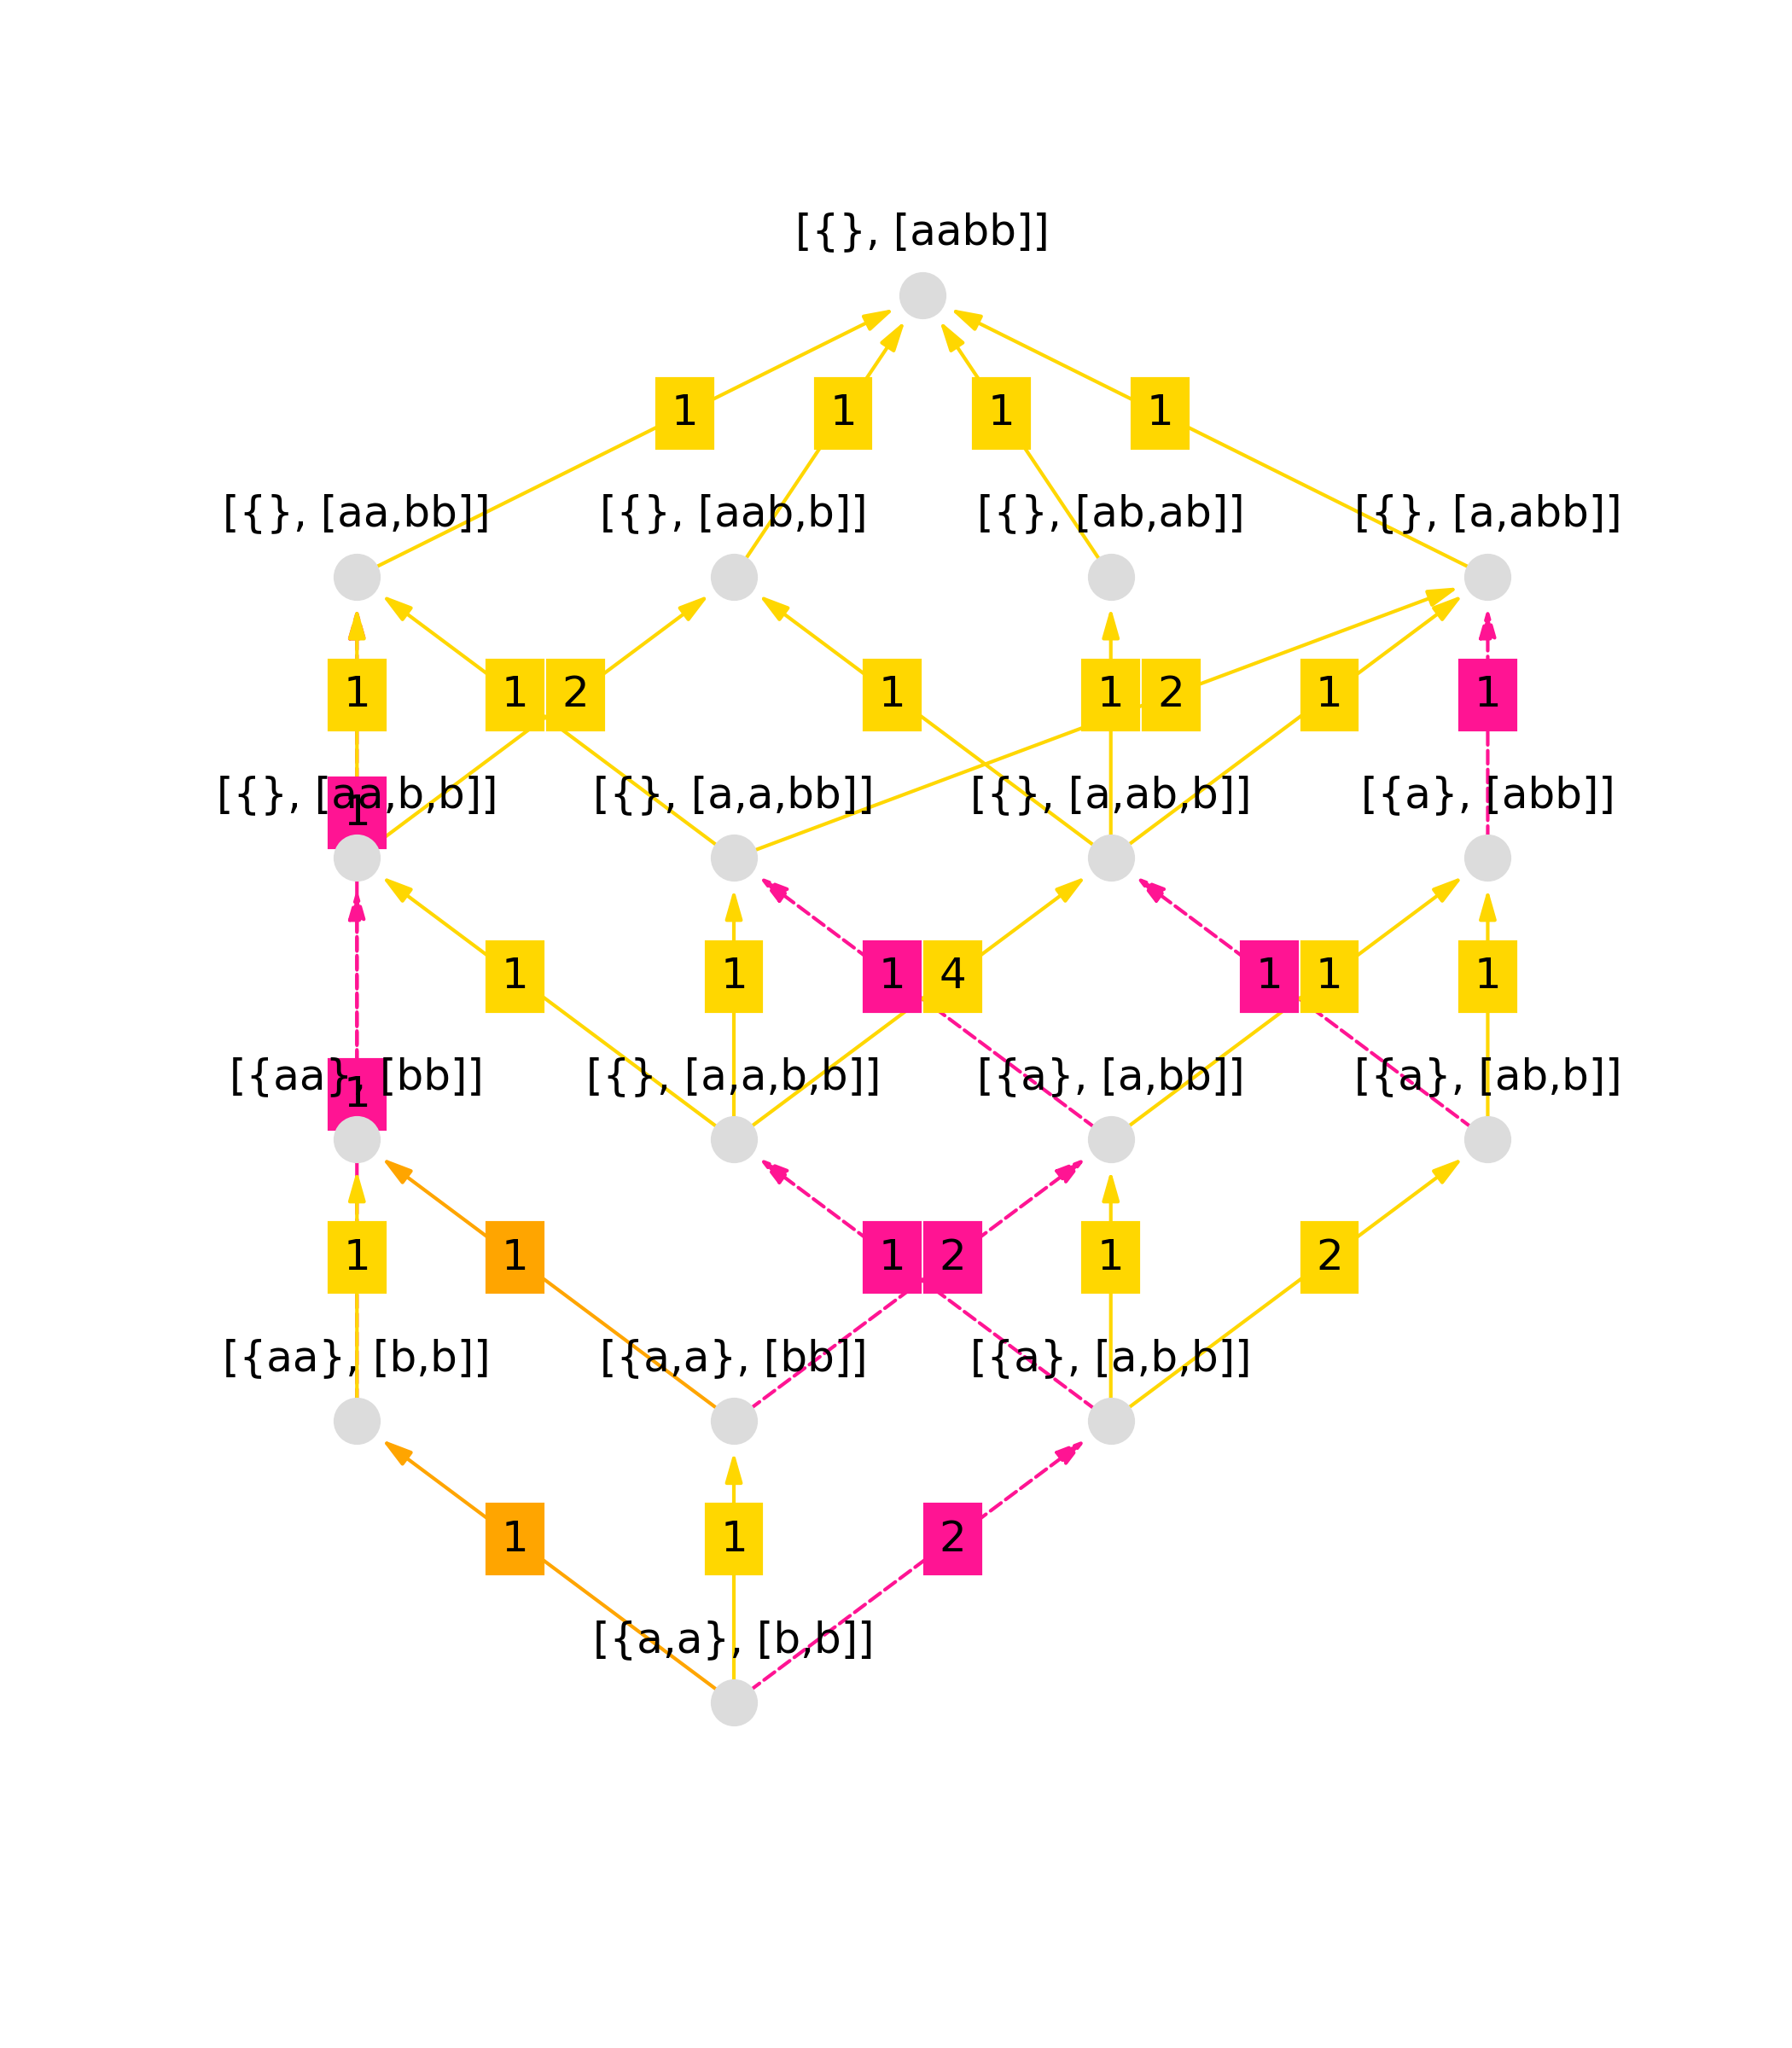 [{}, [aabb]]
1 1 1 1
[{}, [aa,bb]] [{}, [aab,b]] [{}, [ab,ab]] [{}, [a,abb]]
1 1 2 1 1 2 1 1
[{}, [aa,b,b]] [{}, [a,a,bb]] [{}, [a,ab,b]] [{a}, [abb]]
1
1 1 1 4 1 1 1
[{aa}, [bb]] [{}, [a,a,b,b]] [{a}, [a,bb]] [{a}, [ab,b]]
1
1 1 1 2 1 2
[{aa}, [b,b]] [{a,a}, [bb]] [{a}, [a,b,b]]
1 1 2
[{a,a}, [b,b]]